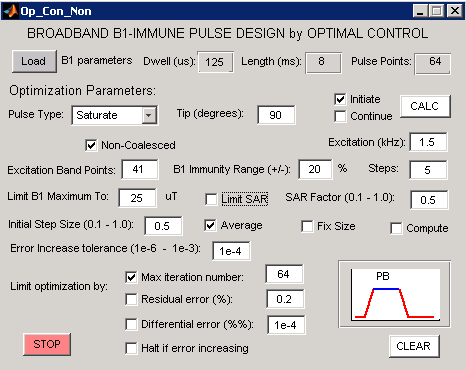 Op_Con_Non
BROADBAND B1-IMMUNE PULSE DESIGN by OPTIMAL CONTROL
Load B1 parameters Dwell (us): 125 Length (ms): 8 Pulse Points: 64
Optimization Parameters:
Initiate
CALC
Pulse Type: Saturate Tip (degrees): 90 Continue
Non-Coalesced Excitation (kHz): 1.5
Excitation Band Points: 41 B1 Immunity Range (+/-): 20 % Steps: 5
Limit B1 Maximum To: 25 uT Limit SAR SAR Factor (0.1 - 1.0): 0.5
Initial Step Size (0.1 - 1.0): 0.5 Average Fix Size Compute
Error Increase tolerance (1e-6 - 1e-3): 1e-4
Limit optimization by: Max iteration number: 64
Residual error (%): 0.2
Differential error (%%): 1e-4
Halt if error increasing
PB
STOP
CLEAR